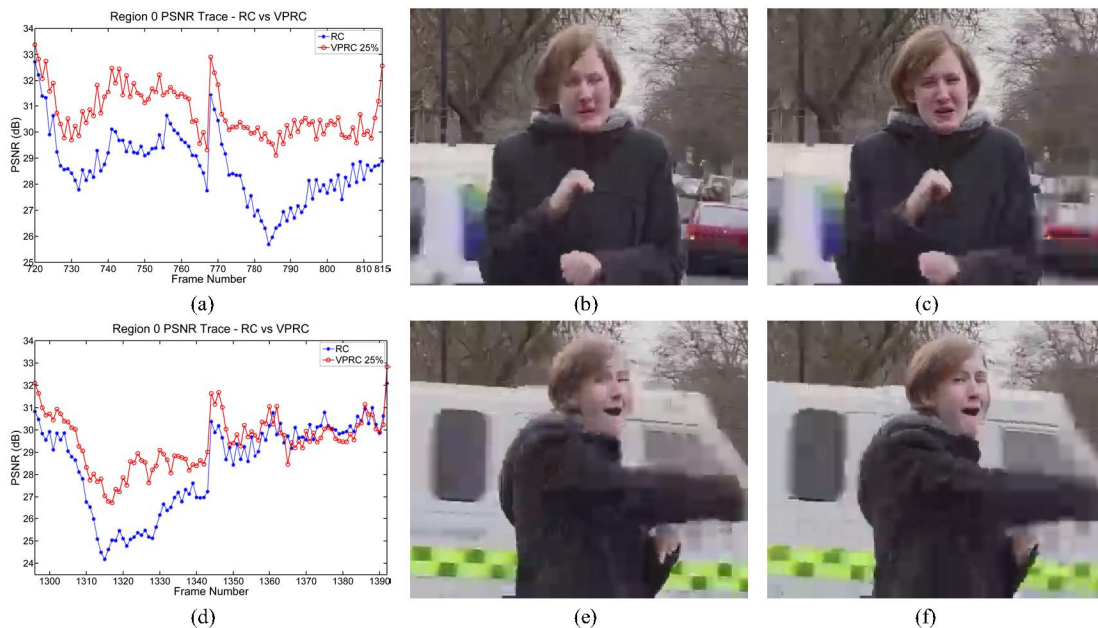 Region 0 PSNR Trace - RC vs VPRC
34
33
32
31
30
29
28
27
26
25
PSNR (dB)
RC
VPRC 25%
720 730 740 750 760 770 780 790 800 810 815
Frame Number
(a) (b) (c)
Region 0 PSNR Trace - RC vs VPRC
34
33
32
31
30
29
28
27
26
25
24
PSNR (dB)
RC
VPRC 25%
1300 1310 1320 1330 1340 1350 1360 1370 1380 1390
Frame Number
(d) (e) (f)